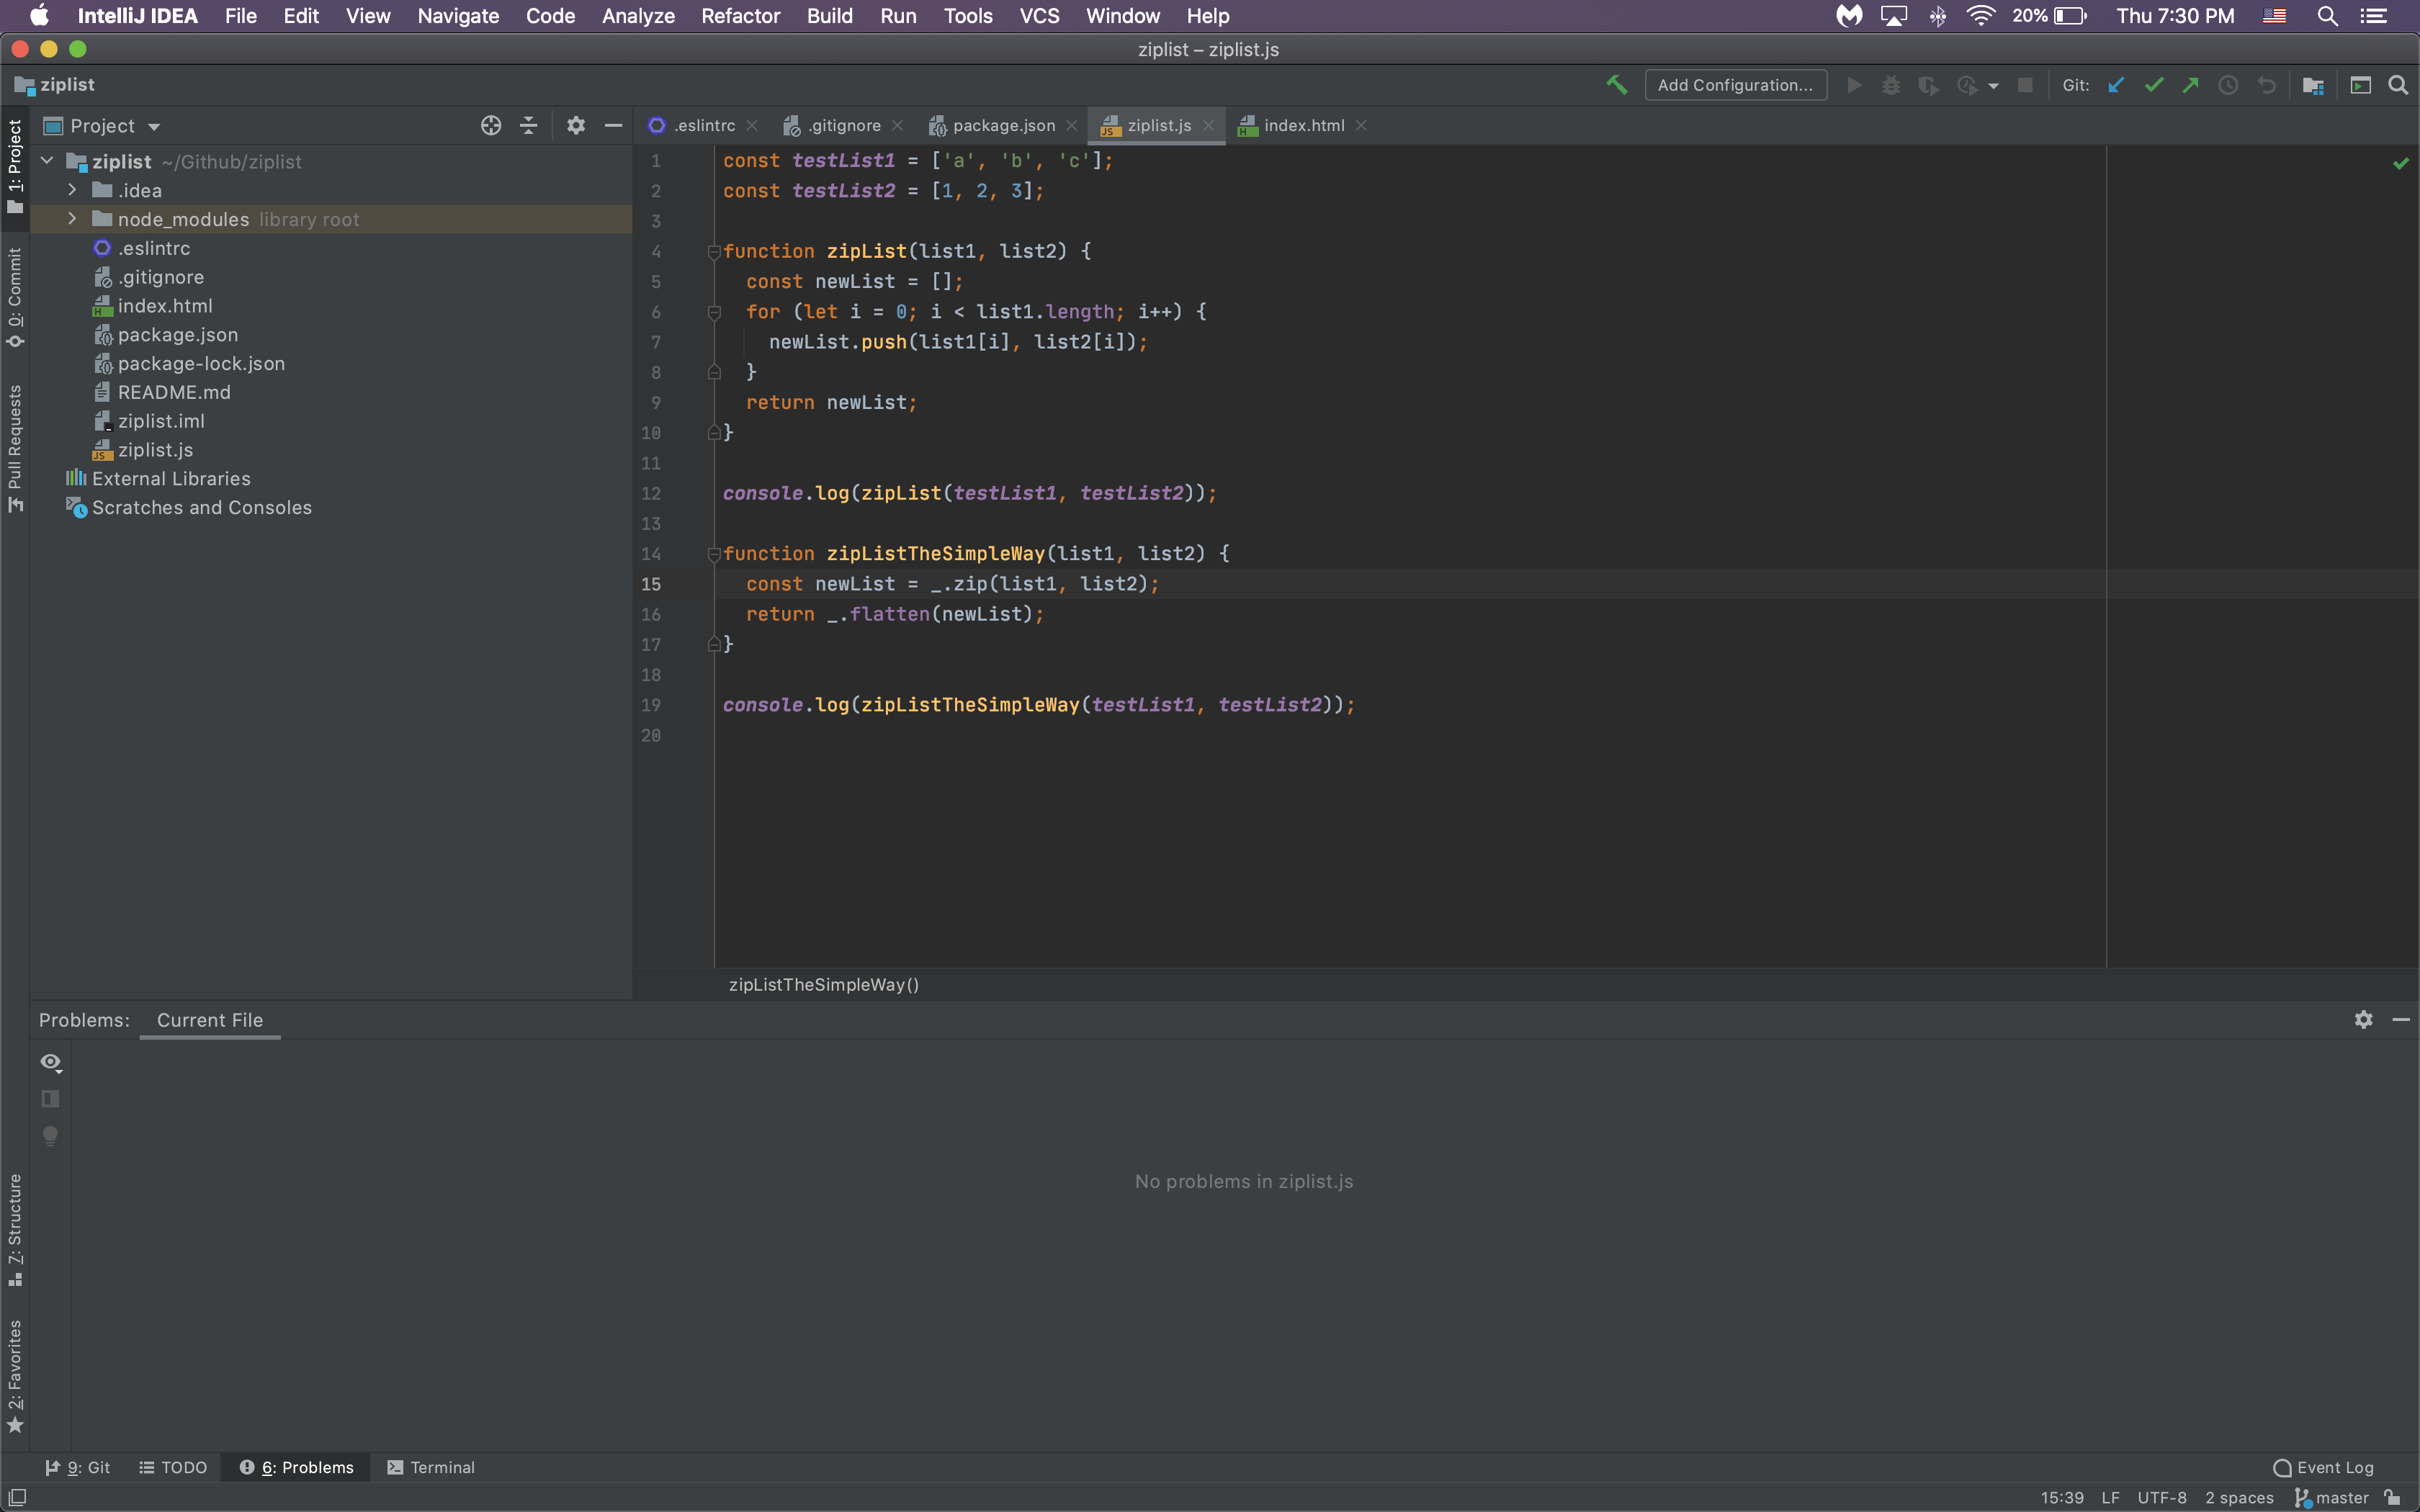 IntelliJ IDEA File Edit View Navigate Code Analyze Refactor Build Run Tools VCS Window Help 20% Thu 7:30 PM
ziplist – ziplist.js
ziplist Add Configuration... Git:
Project .eslintrc .gitignore package.json ziplist.js index.html
1: Project
0: Commit
Pull Requests
ziplist ~/Github/ziplist
.idea
node_modules library root
.eslintrc
.gitignore
index.html
package.json
package-lock.json
README.md
ziplist.iml
ziplist.js
External Libraries
Scratches and Consoles
1 const testList1 = ['a', 'b', 'c'];
2 const testList2 = [1, 2, 3];
3
4 function zipList(list1, list2) {
5 const newList = [];
6 for (let i = 0; i < list1.length; i++) {
7 newList.push(list1[i], list2[i]);
8 }
9 return newList;
10 }
11
12 console.log(zipList(testList1, testList2));
13
14 function zipListTheSimpleWay(list1, list2) {
15 const newList = _.zip(list1, list2);
16 return _.flatten(newList);
17 }
18
19 console.log(zipListTheSimpleWay(testList1, testList2));
20
zipListTheSimpleWay()
Problems: Current File
No problems in ziplist.js
7: Structure
2: Favorites
9: Git TODO 6: Problems Terminal Event Log
15:39 LF UTF-8 2 spaces master